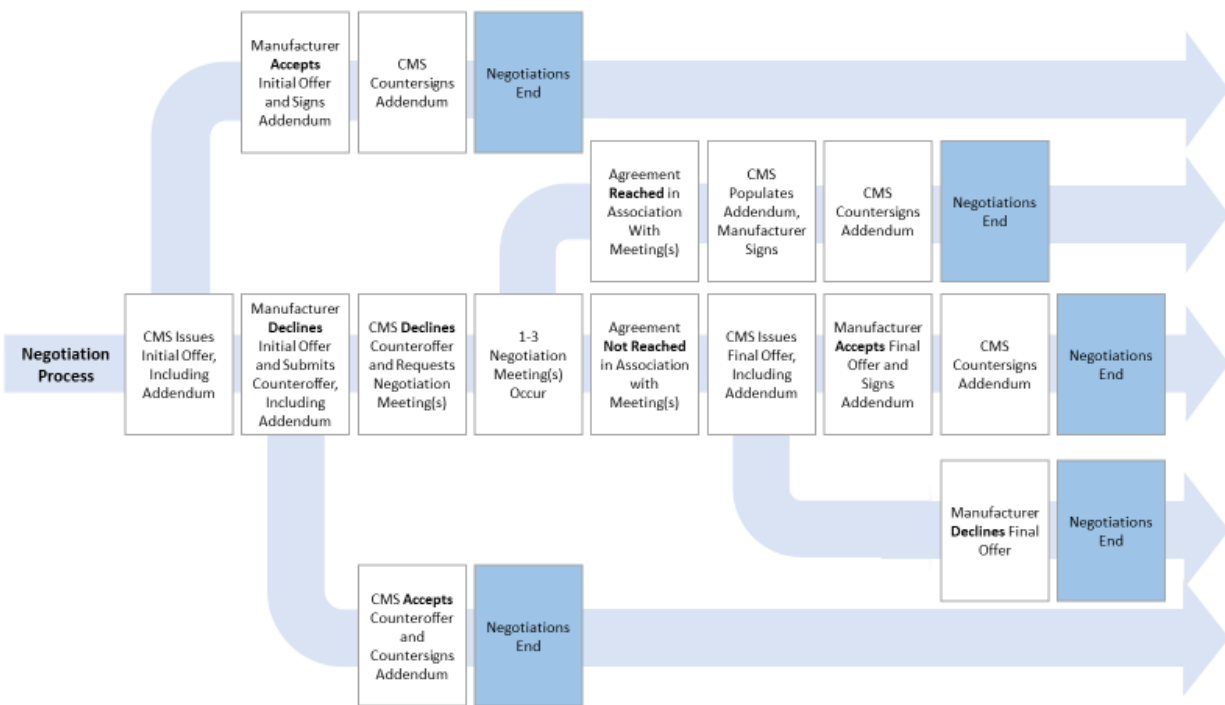 Manufacturer
Accepts
Initial Offer
and Signs
Addendum
CMS
Countersigns
Addendum
Negotiations
End
Agreement
Reached in
Association
With
Meeting(s)
CMS
Populates
Addendum,
Manufacturer
Signs
CMS
Countersigns
Addendum
Negotiations
End
Negotiation
Process
CMS Issues
Initial Offer,
Including
Addendum
Manufacturer
Declines
Initial Offer
and Submits
Counteroffer,
Including
Addendum
CMS Declines
Counteroffer
and Requests
Negotiation
Meeting(s)
1-3
Negotiation
Meeting(s)
Occur
Agreement
Not Reached
in Association
with
Meeting(s)
CMS Issues
Final Offer,
Including
Addendum
Manufacturer
Accepts Final
Offer and
Signs
Addendum
CMS
Countersigns
Addendum
Negotiations
End
Manufacturer
Declines Final
Offer
Negotiations
End
CMS Accepts
Counteroffer
and
Countersigns
Addendum
Negotiations
End